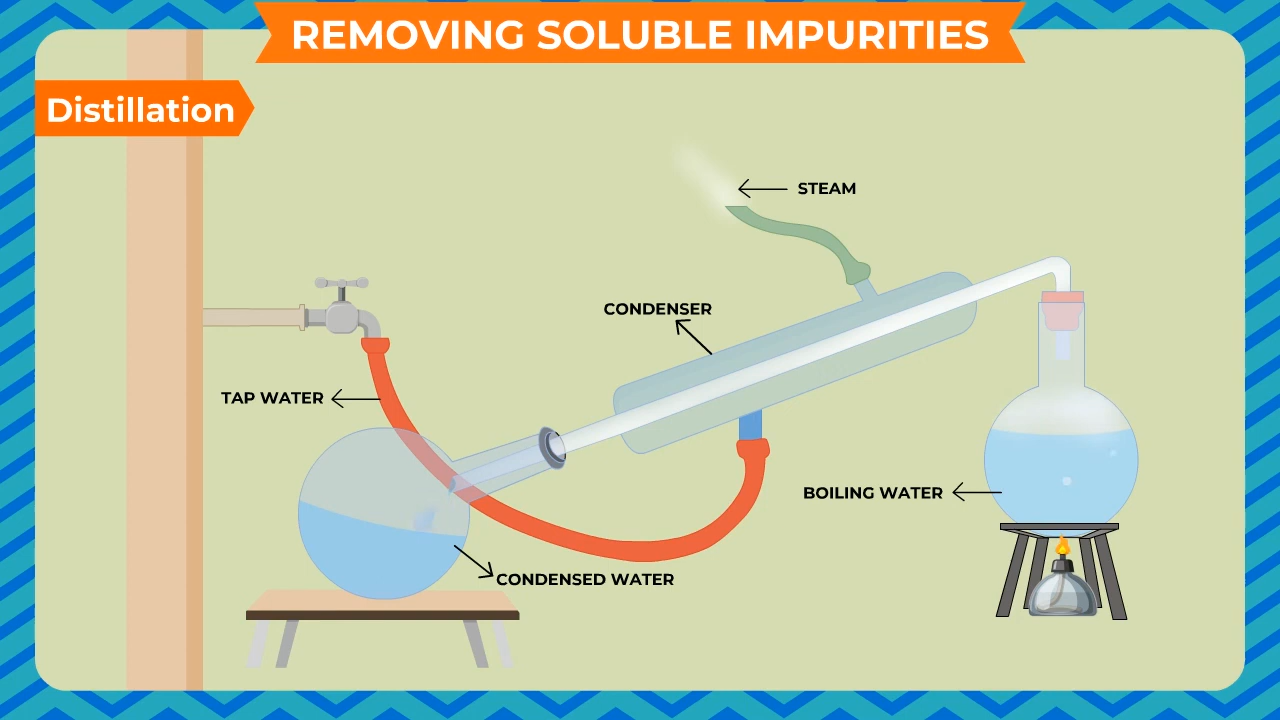 REMOVING SOLUBLE IMPURITIES
Distillation
STEAM
CONDENSER
TAP WATER
BOILING WATER
CONDENSED WATER